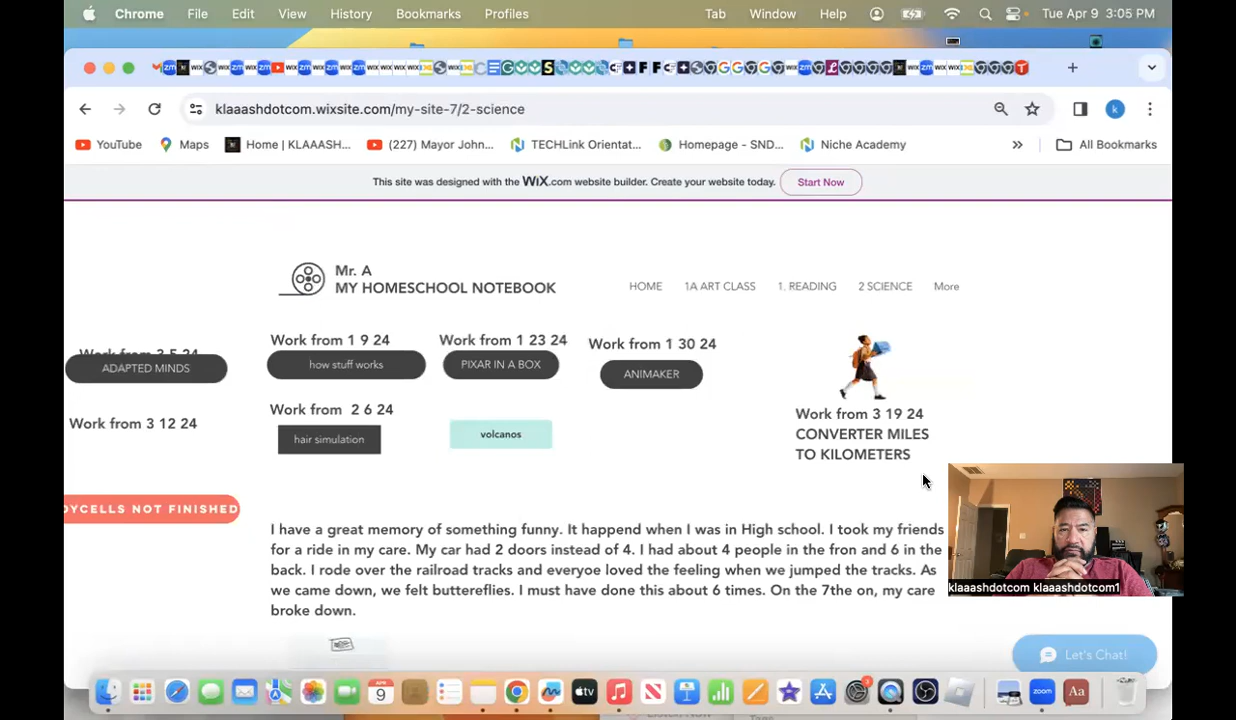 Chrome File Edit View History Bookmarks Profiles Tab Window Help Tue Apr 9 3:05 PM
klaaashdotcom.wixsite.com/my-site-7/2-science
YouTube Maps Home | KLAAASH... (227) Mayor John... TECHLink Orientat... Homepage - SND... Niche Academy » All Bookmarks
This site was designed with the WiX.com website builder. Create your website today. Start Now
Mr. A
MY HOMESCHOOL NOTEBOOK
HOME 1A ART CLASS 1. READING 2 SCIENCE More
Work from 3 5 24
ADAPTED MINDS
Work from 3 12 24
Work from 1 9 24
how stuff works
Work from 1 23 24
PIXAR IN A BOX
Work from 1 30 24
ANIMAKER
Work from 2 6 24
hair simulation
volcanos
Work from 3 19 24
CONVERTER MILES
TO KILOMETERS
DYCELLS NOT FINISHED
I have a great memory of something funny. It happend when I was in High school. I took my friends
for a ride in my care. My car had 2 doors instead of 4. I had about 4 people in the fron and 6 in the
back. I rode over the railroad tracks and everyoe loved the feeling when we jumped the tracks. As
we came down, we felt buttereflies. I must have done this about 6 times. On the 7the on, my care
broke down.
klaaashdotcom klaaashdotcom1
Let's Chat!